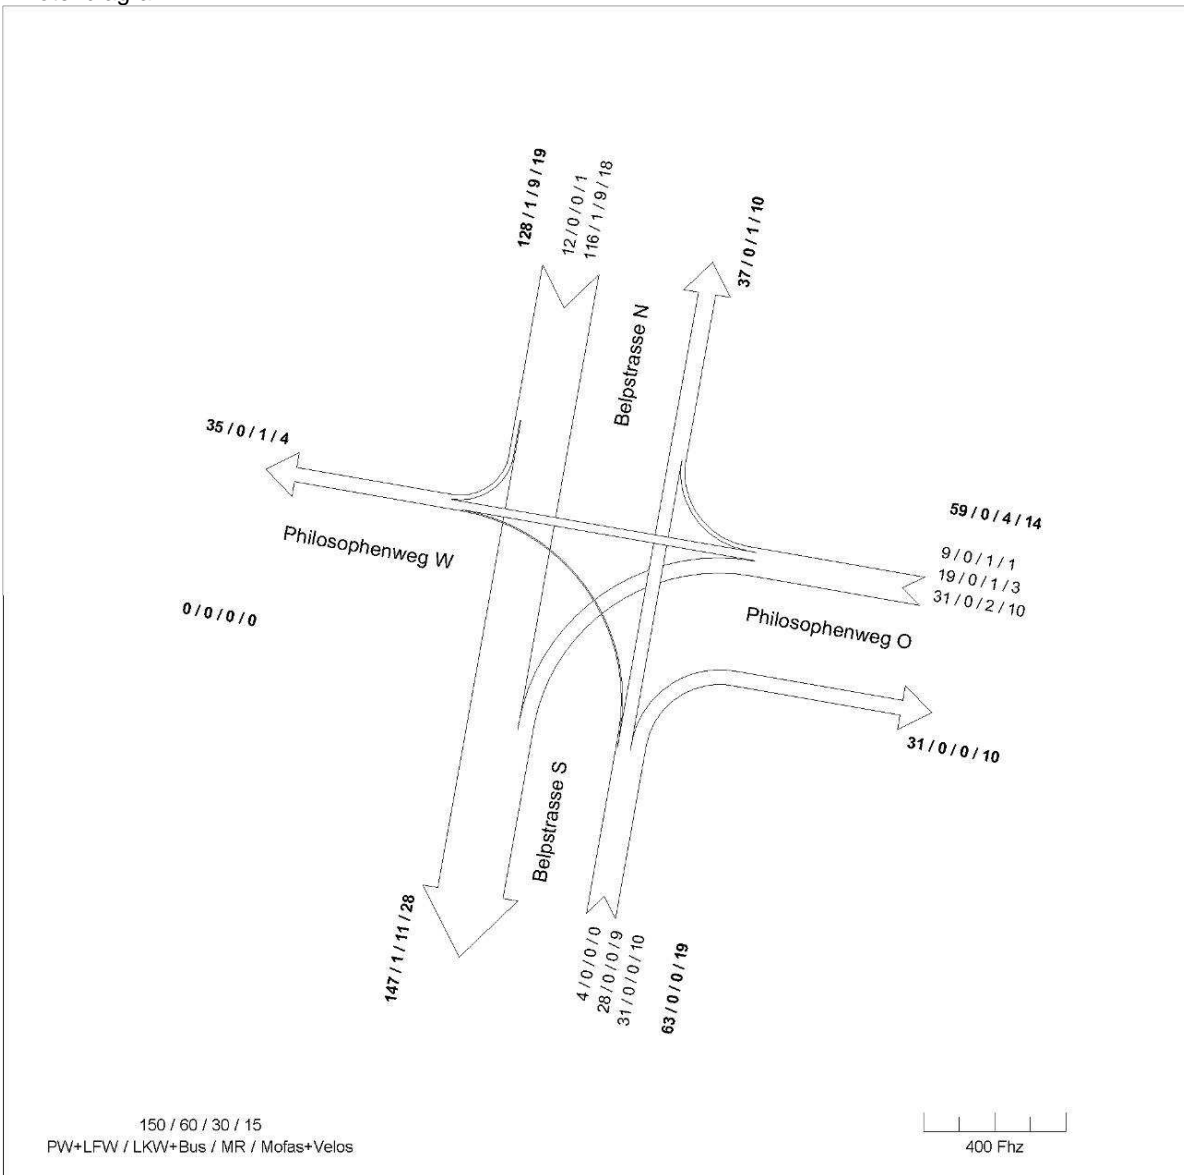 128 / 1 / 9 / 19
12 / 0 / 0 / 1
116 / 1 / 9 / 18
37 / 0 / 1 / 10
Belpstrasse N
35 / 0 / 1 / 4
Philosophenweg W
0 / 0 / 0 / 0
59 / 0 / 4 / 14
9 / 0 / 1 / 1
19 / 0 / 1 / 3
31 / 0 / 2 / 10
Philosophenweg O
31 / 0 / 0 / 10
Belpstrasse S
147 / 1 / 11 / 28
4 / 0 / 0 / 0
28 / 0 / 0 / 9
31 / 0 / 0 / 10
63 / 0 / 0 / 19
150 / 60 / 30 / 15
PW+LFW / LKW+Bus / MR / Mofas+Velos
400 Fhz